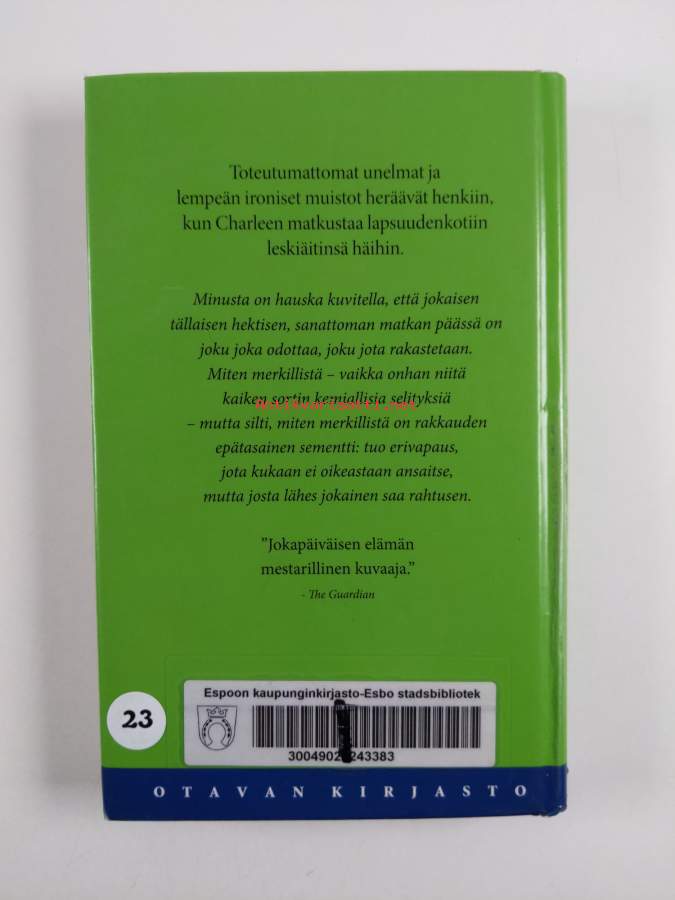 Toteutumattomat unelmat ja
lempeän ironiset muistot heräävät henkiin,
kun Charleen matkustaa lapsuudenkotiin
leskiäitinsä häihin.
Minusta on hauska kuvitella, että jokaisen
tällaisen hektisen, sanattoman matkan päässä on
joku joka odottaa, joku jota rakastetaan.
Miten merkillistä – vaikka onhan niitä
kaiken sortin kemiallisia selityksiä
Antikvariaatti.net
– mutta silti, miten merkillistä on rakkauden
epätasainen sementti: tuo erivapaus,
jota kukaan ei oikeastaan ansaitse,
mutta josta lähes jokainen saa rahtusen.
”Jokapäiväisen elämän
mestarillinen kuvaaja.”
- The Guardian
Espoon kaupunginkirjasto-Esbo stadsbibliotek
23
OTAVAN KIRJASTO